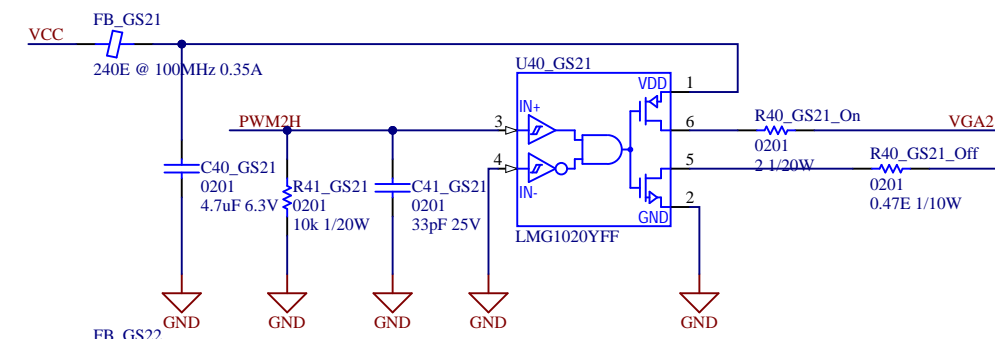 FB_GS21
VCC
240E @ 100MHz 0.35A
U40_GS21
VDD
1
IN+
PWM2H
3
6
R40_GS21_On
VGA2
0201
2 1/20W
4
5
R40_GS21_Off
0201
0.47E 1/10W
IN-
2
GND
LMG1020YFF
C40_GS21
0201
4.7uF 6.3V
R41_GS21
0201
10k 1/20W
C41_GS21
0201
33pF 25V
GND
GND
GND
GND
GND
FB_GS22